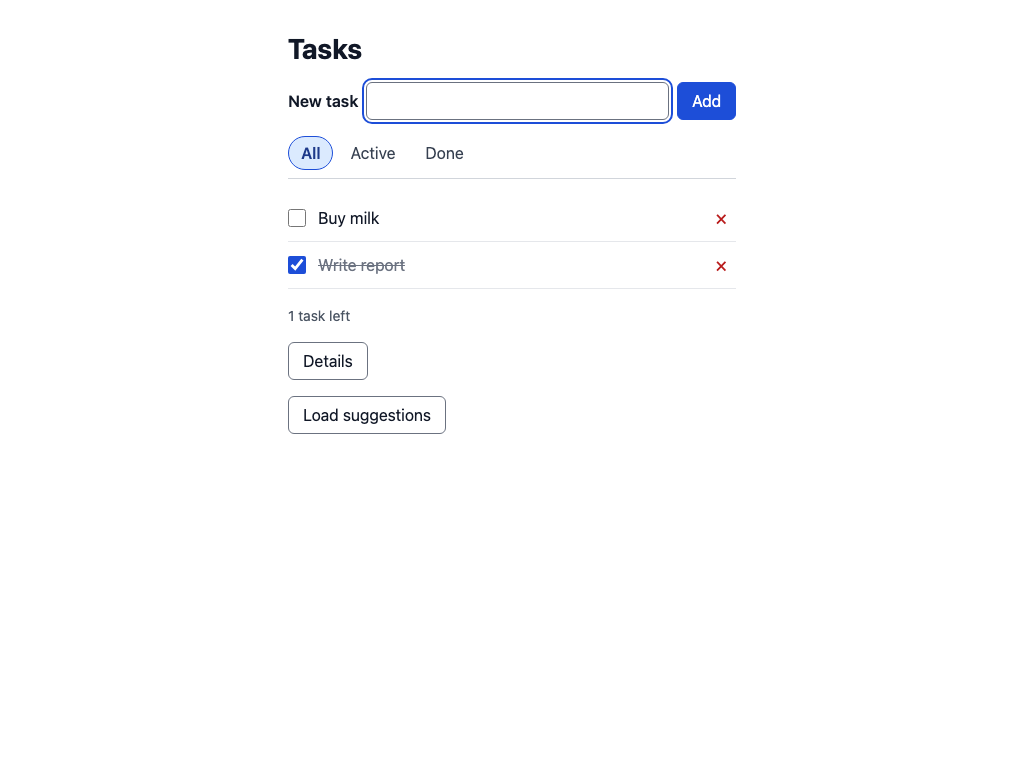 Tasks
New task Add
All Active Done
Buy milk ×
Write report ×
1 task left
Details
Load suggestions